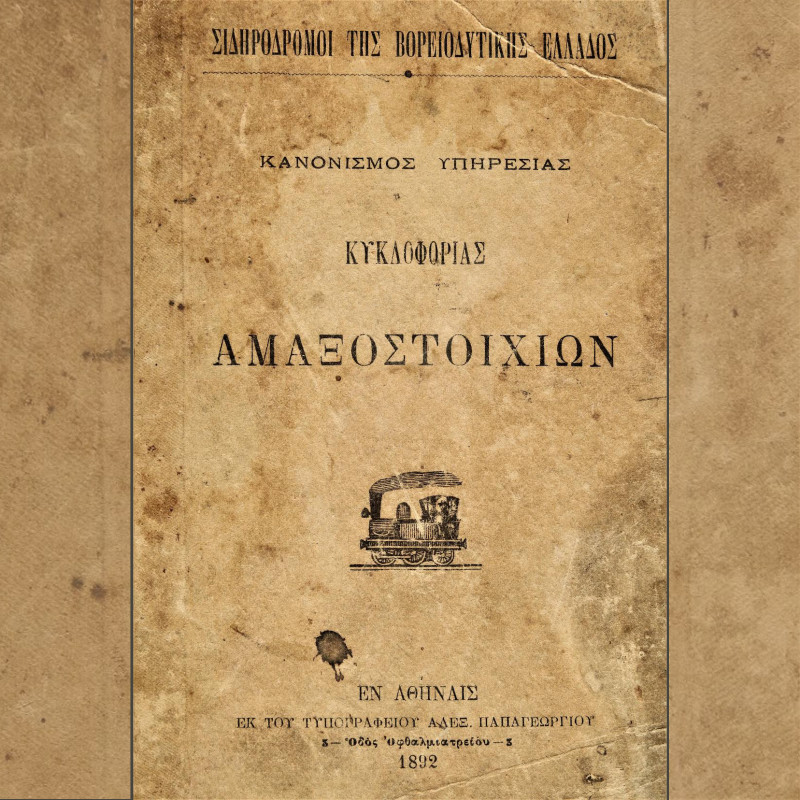 ΣΙΔΗΡΟΔΡΟΜΟΙ ΤΗΣ ΒΟΡΕΙΟΔΥΤΙΚΗΣ ΕΛΛΑΔΟΣ
ΚΑΝΟΝΙΣΜΟΣ ΥΠΗΡΕΣΙΑΣ
ΚΥΚΛΟΦΟΡΙΑΣ
ΑΜΑΞΟΣΤΟΙΧΙΩΝ
ΕΝ ΑΘΗΝΑΙΣ
ΕΚ ΤΟΥ ΤΥΠΟΓΡΑΦΕΙΟΥ ΑΛΕΞ. ΠΑΠΑΓΕΩΡΓΙΟΥ
3 — Ὁδὸς Ὀφθαλμιατρείου — 3
1892